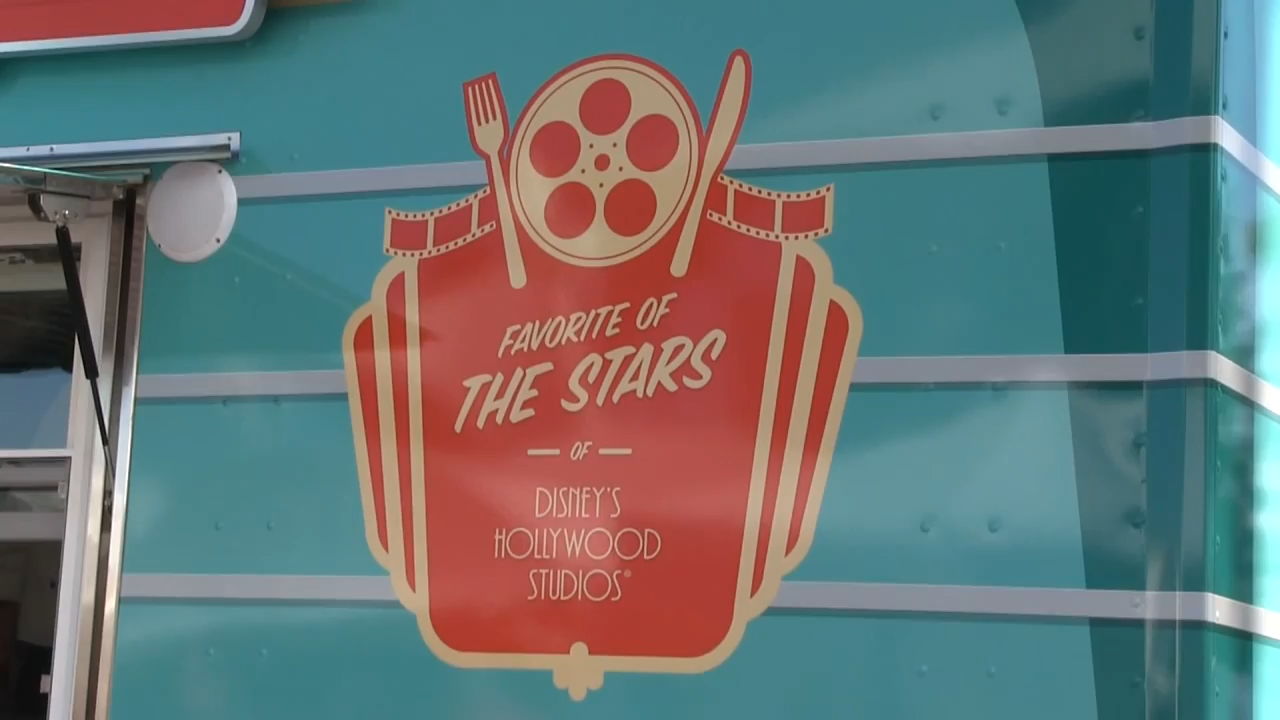 FAVORITE OF
THE STARS
OF
DISNEY'S
HOLLYWOOD
STUDIOS®